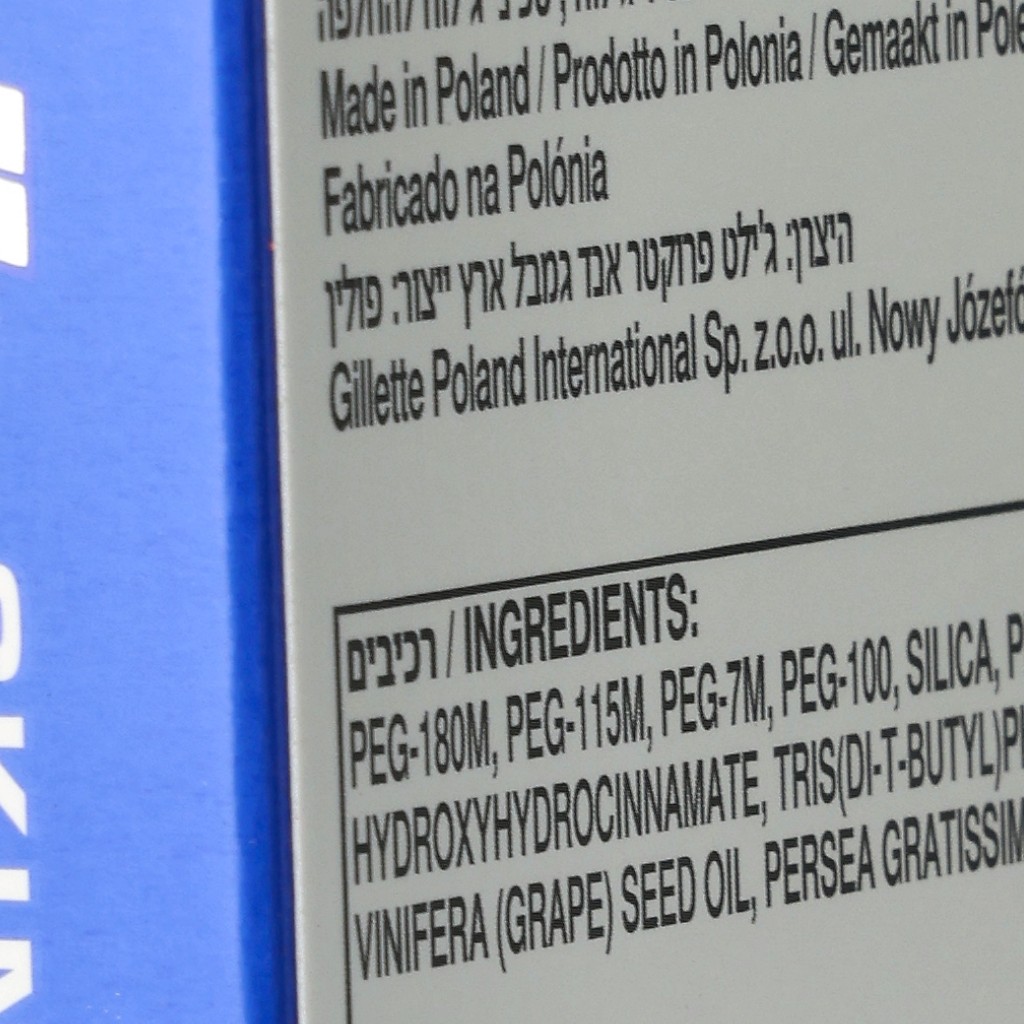 Made in Poland / Prodotto in Polonia / Gemaakt in
Fabricado na Polónia
היצרן: ג'ילט פרוקטר אנד גמבל ארץ ייצור: פולין
Gillette Poland International Sp. z.o.o. ul. Nowy
רכיבים / INGREDIENTS:
PEG-180M, PEG-115M, PEG-7M, PEG-100, SILICA,
HYDROXYHYDROCINNAMATE, TRIS(DI-T-BUTYL)
VINIFERA (GRAPE) SEED OIL, PERSEA